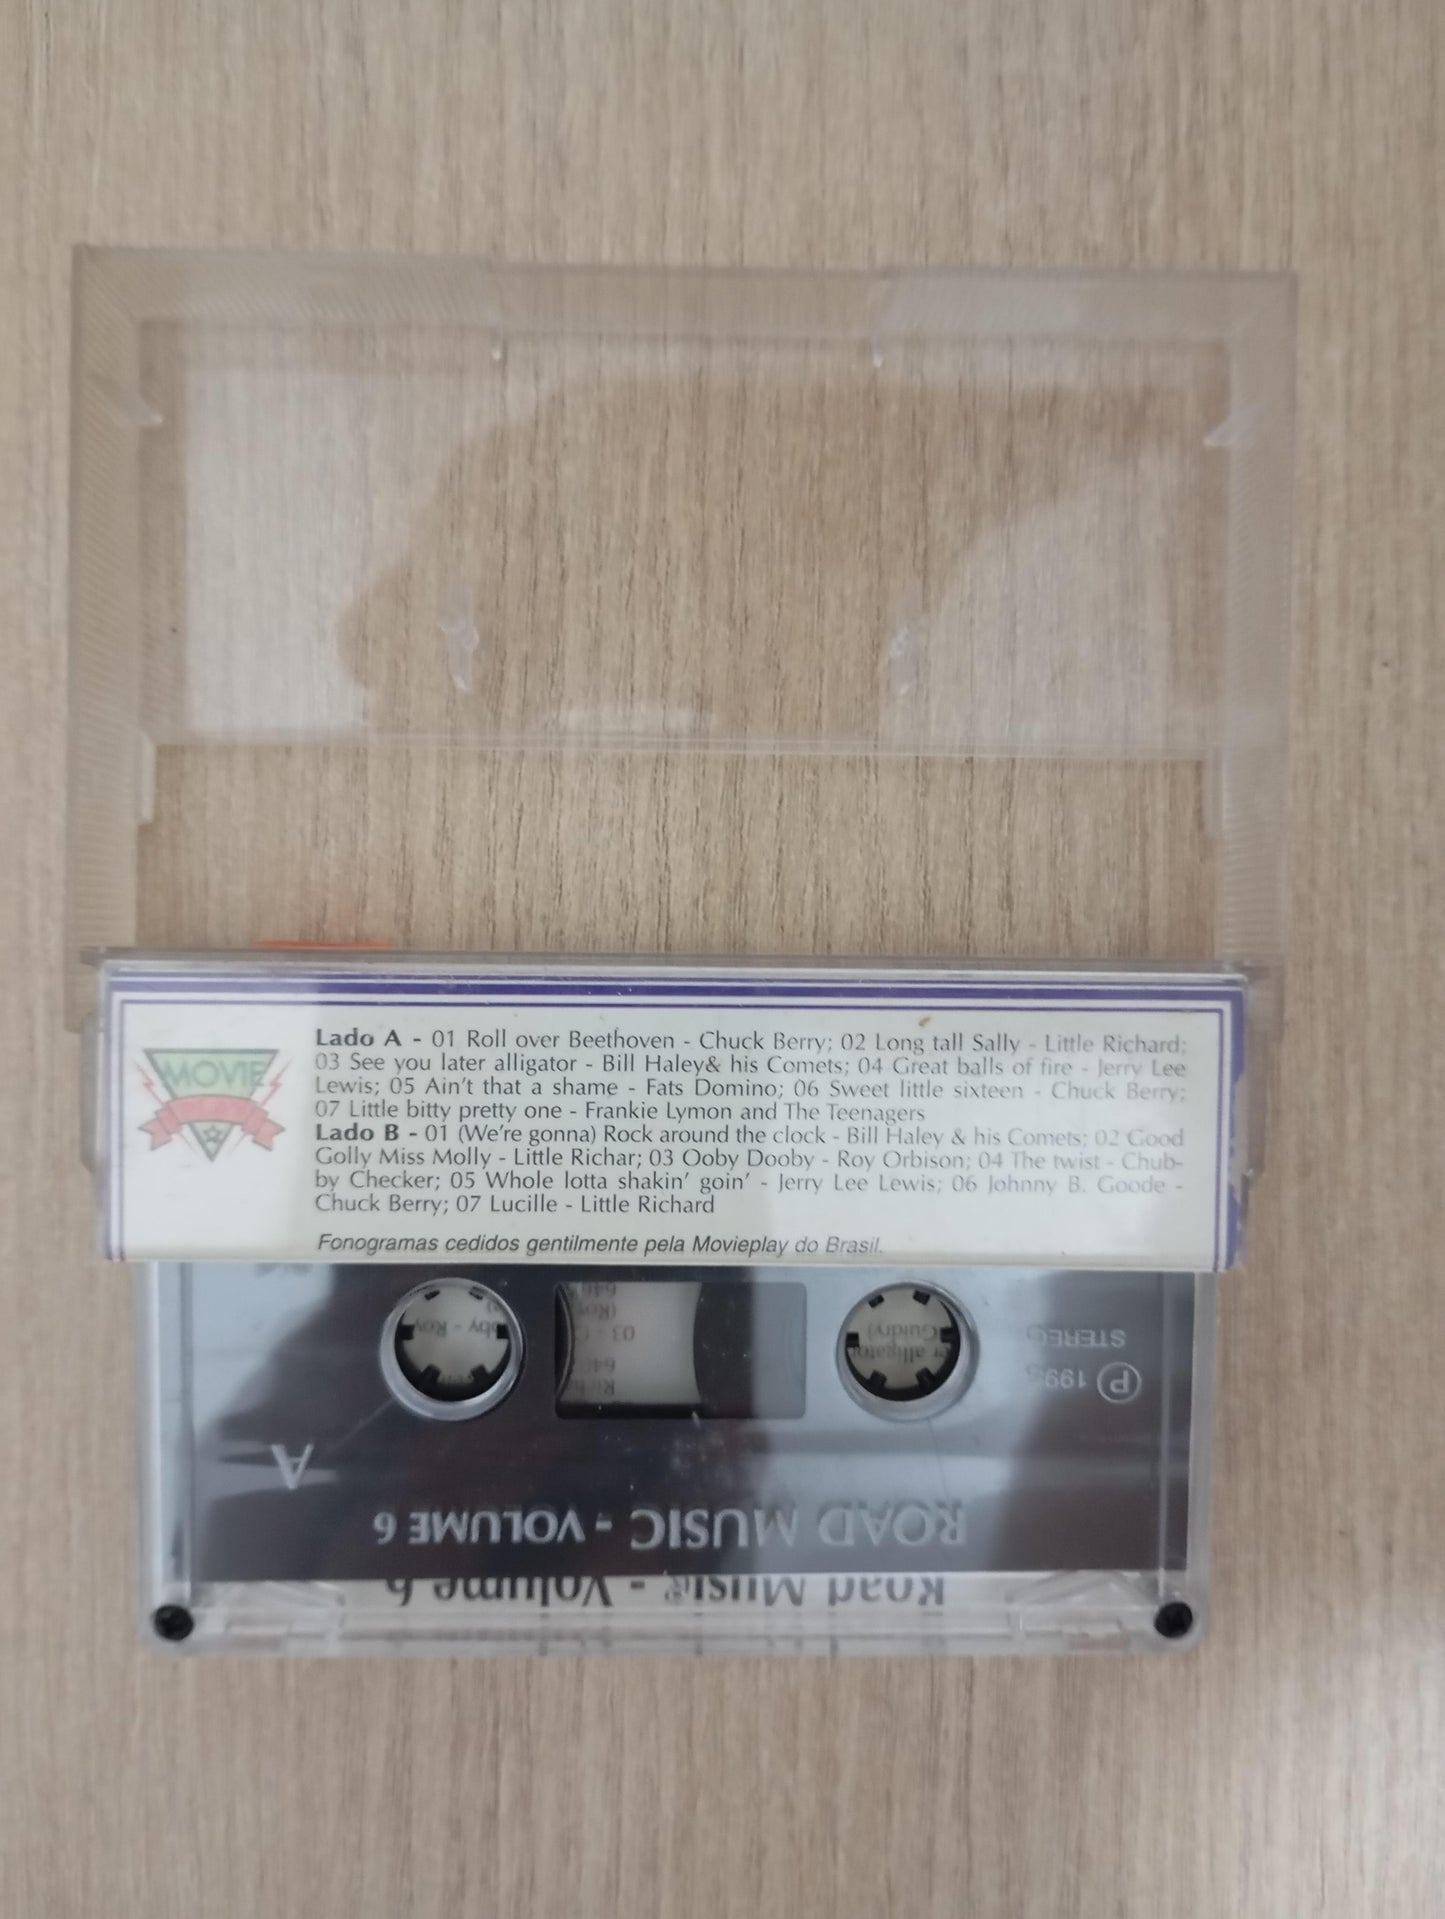 MOVIE
Lado A - 01 Roll over Beethoven - Chuck Berry; 02 Long tall Sally - Little Richard;
03 See you later alligator - Bill Haley& his Comets; 04 Great balls of fire - Jerry Lee
Lewis; 05 Ain't that a shame - Fats Domino; 06 Sweet little sixteen - Chuck Berry;
07 Little bitty pretty one - Frankie Lymon and The Teenagers
Lado B - 01 (We're gonna) Rock around the clock - Bill Haley & his Comets; 02 Good
Golly Miss Molly - Little Richar; 03 Ooby Dooby - Roy Orbison; 04 The twist - Chub-
by Checker; 05 Whole lotta shakin' goin' - Jerry Lee Lewis; 06 Johnny B. Goode -
Chuck Berry; 07 Lucille - Little Richard
Fonogramas cedidos gentilmente pela Movieplay do Brasil.
STEREO
A
ROAD MUSIC - VOLUME 6
Road Music - Volume 6